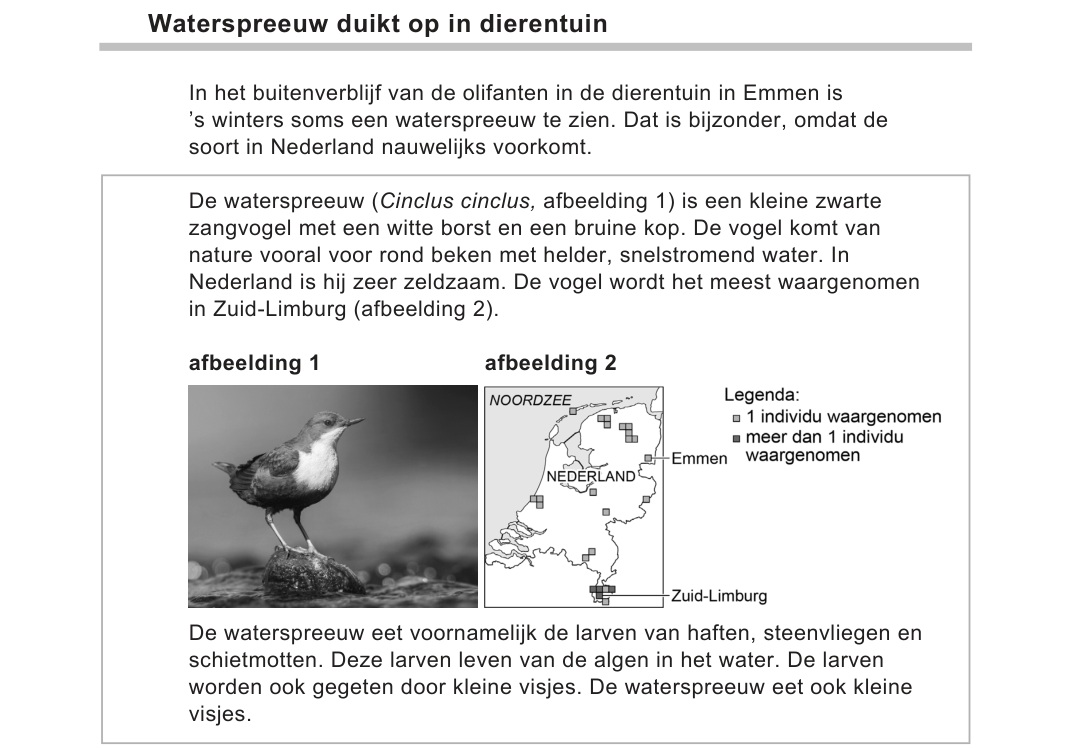 Waterspreeuw duikt op in dierentuin
In het buitenverblijf van de olifanten in de dierentuin in Emmen is
’s winters soms een waterspreeuw te zien. Dat is bijzonder, omdat de
soort in Nederland nauwelijks voorkomt.
De waterspreeuw (Cinclus cinclus, afbeelding 1) is een kleine zwarte
zangvogel met een witte borst en een bruine kop. De vogel komt van
nature vooral voor rond beken met helder, snelstromend water. In
Nederland is hij zeer zeldzaam. De vogel wordt het meest waargenomen
in Zuid-Limburg (afbeelding 2).
afbeelding 1
afbeelding 2
NOORDZEE
NEDERLAND
Emmen
Zuid-Limburg
Legenda:
1 individu waargenomen
meer dan 1 individu
waargenomen
De waterspreeuw eet voornamelijk de larven van haften, steenvliegen en
schietmotten. Deze larven leven van de algen in het water. De larven
worden ook gegeten door kleine visjes. De waterspreeuw eet ook kleine
visjes.